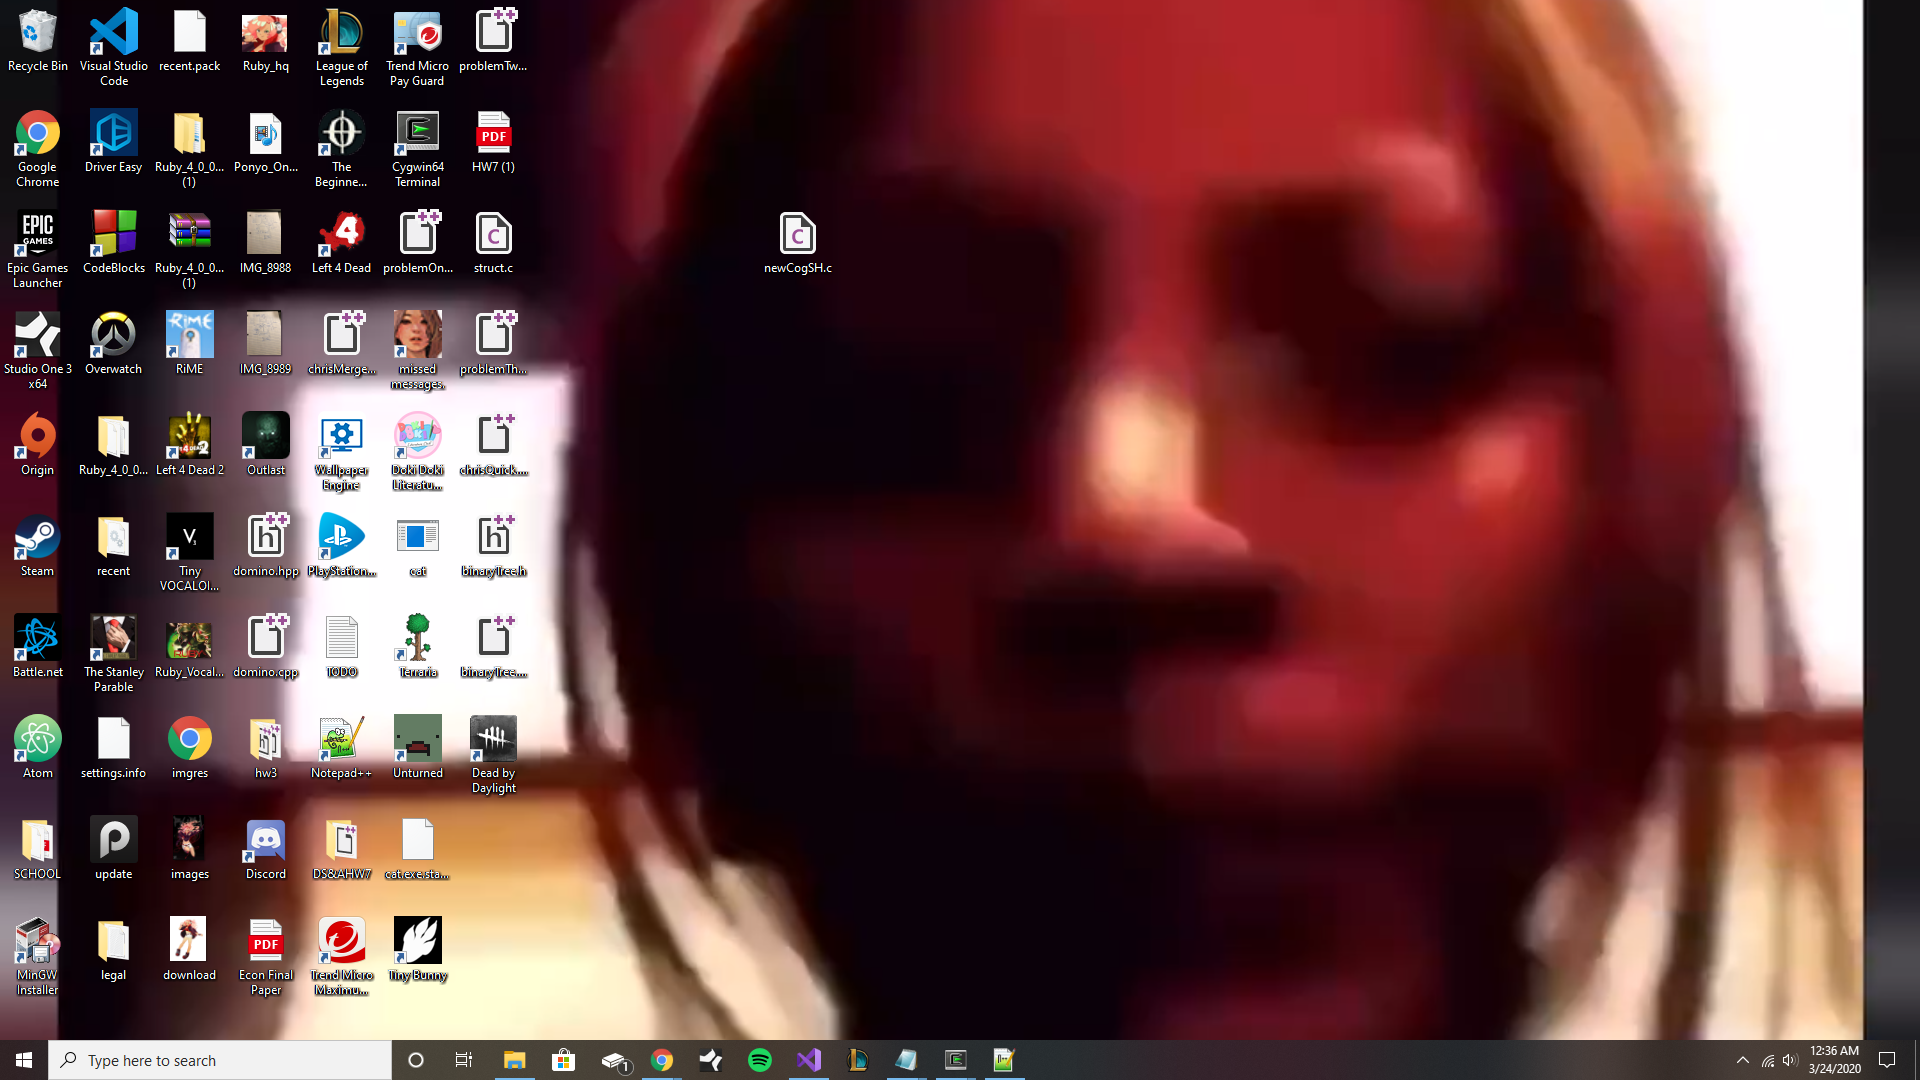 Recycle Bin
Visual Studio
Code
recent.pack
Ruby_hq
League of
Legends
Trend Micro
Pay Guard
problemTw...
Google
Chrome
Driver Easy
Ruby_4_0_0...
(1)
Ponyo_On...
The
Beginne...
Cygwin64
Terminal
PDF
HW7 (1)
EPIC
GAMES
Epic Games
Launcher
CodeBlocks
Ruby_4_0_0...
(1)
IMG_8988
4
Left 4 Dead
problemOn...
C
struct.c
C
newCogSH.c
Studio One 3
x64
Overwatch
RiME
RiME
IMG_8989
chrisMerge...
missed
messages.
problemTh...
Origin
Ruby_4_0_0...
Left 4 Dead 2
Outlast
Wallpaper
Engine
Doki Doki
Literatu...
chrisQuick....
Steam
recent
V3
Tiny
VOCALOI...
h
domino.hpp
PlayStation...
cat
h
binaryTree.h
Battle.net
The Stanley
Parable
Ruby_Vocal...
domino.cpp
TODO
Terraria
binaryTree....
Atom
settings.info
imgres
hw3
Notepad++
Unturned
Dead by
Daylight
SCHOOL
update
images
Discord
DS&AHW7
cat.exe.sta...
MinGW
Installer
legal
download
PDF
Econ Final
Paper
Trend Micro
Maximu...
Tiny Bunny
Type here to search
1
12:36 AM
3/24/2020